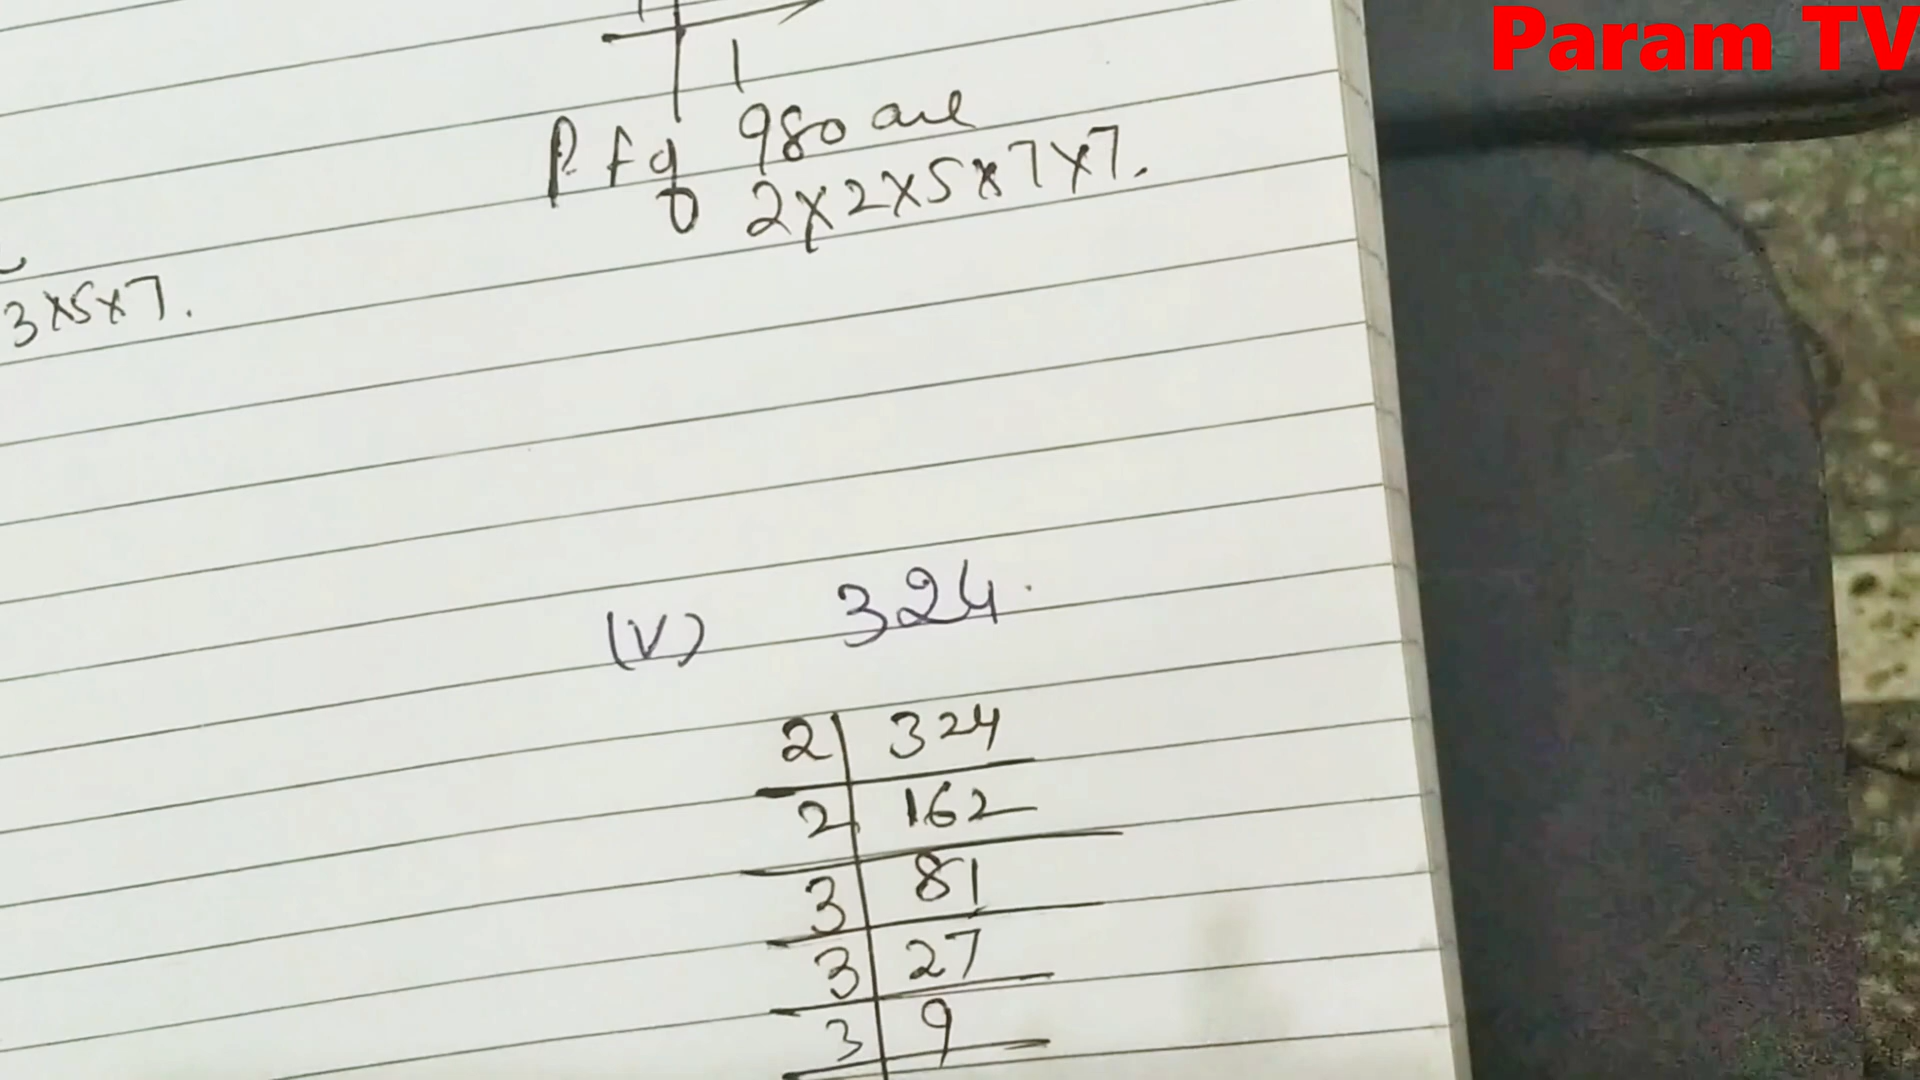 Param TV
1
P.f of 980 are
2x2x5x7x7.
3x5x7.
(V) 324.
2 324
2 162
3 81
3 27
3 9